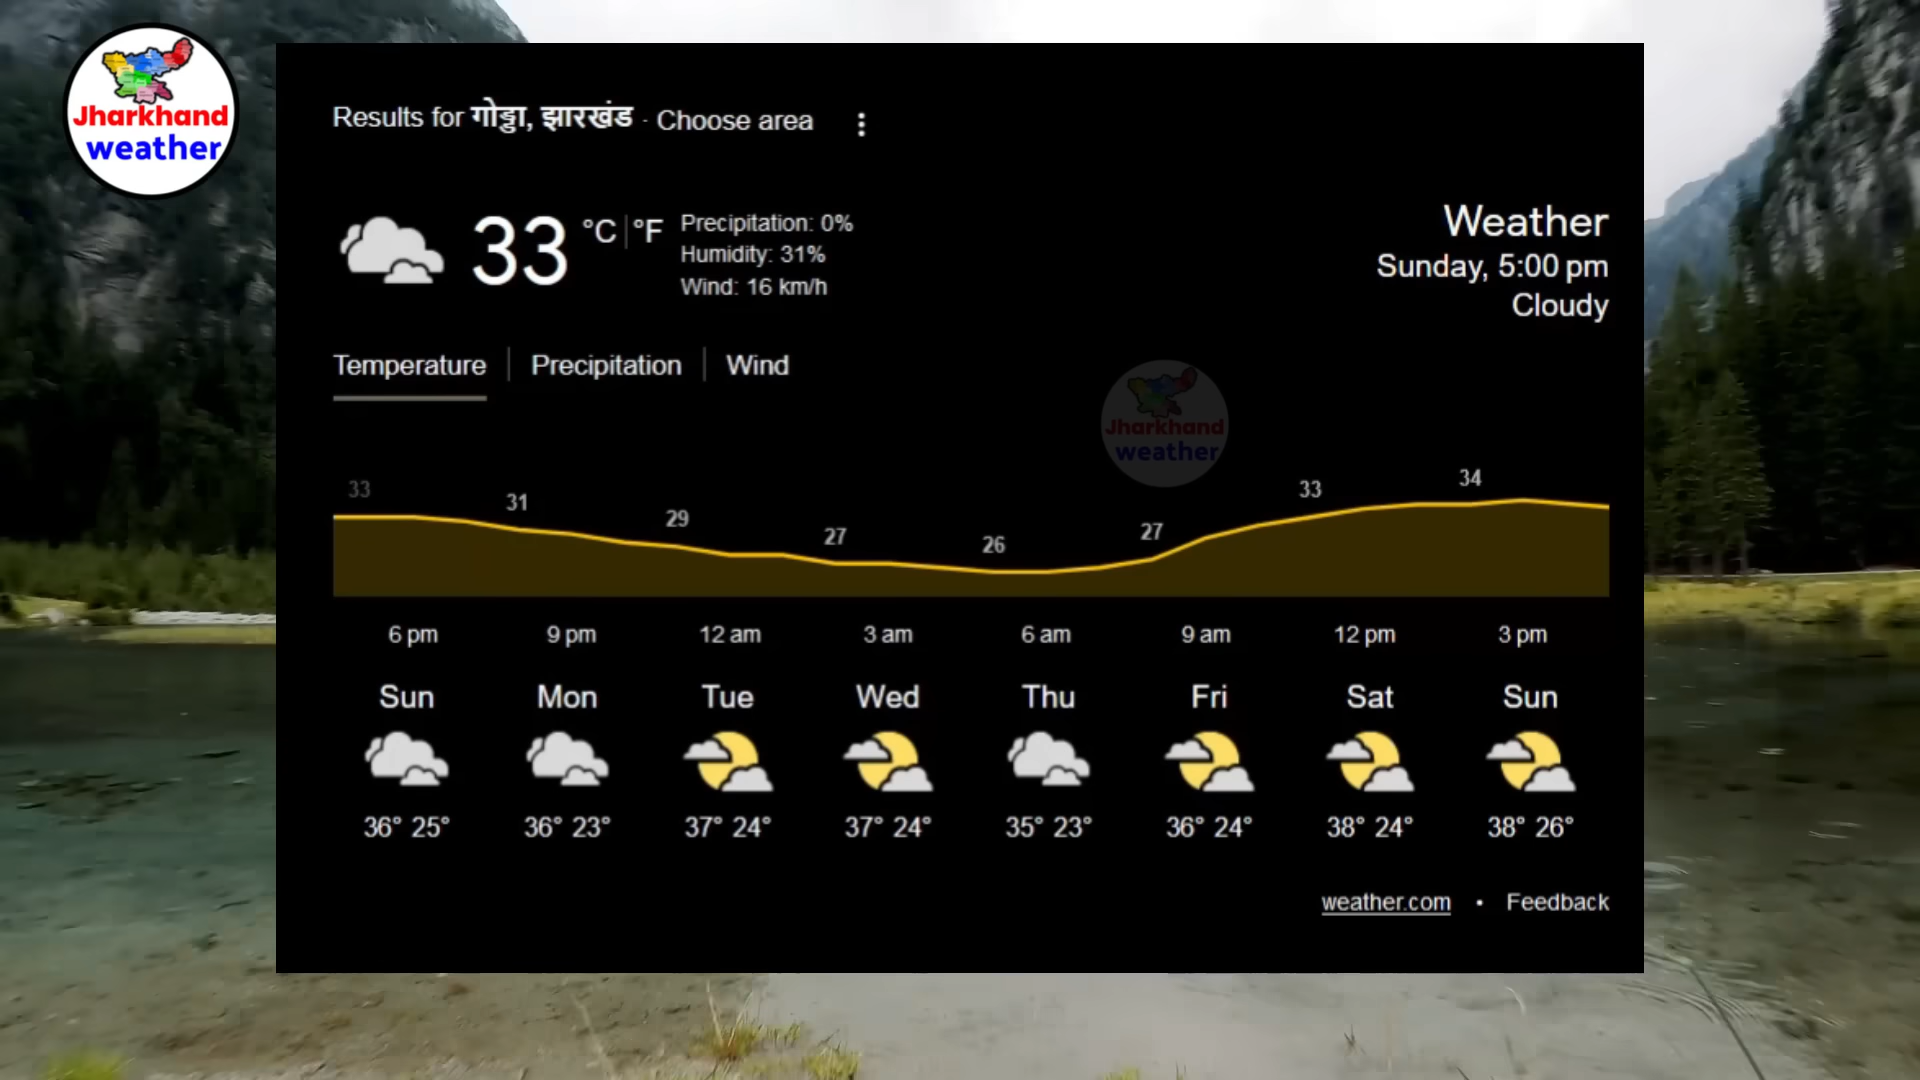 Jharkhand
weather
Results for गोड्डा, झारखंड · Choose area
33 °C | °F
Precipitation: 0%
Humidity: 31%
Wind: 16 km/h
Weather
Sunday, 5:00 pm
Cloudy
Temperature | Precipitation | Wind
Jharkhand
weather
33 31 29 27 26 27 33 34
6 pm 9 pm 12 am 3 am 6 am 9 am 12 pm 3 pm
Sun Mon Tue Wed Thu Fri Sat Sun
36° 25° 36° 23° 37° 24° 37° 24° 35° 23° 36° 24° 38° 24° 38° 26°
weather.com • Feedback